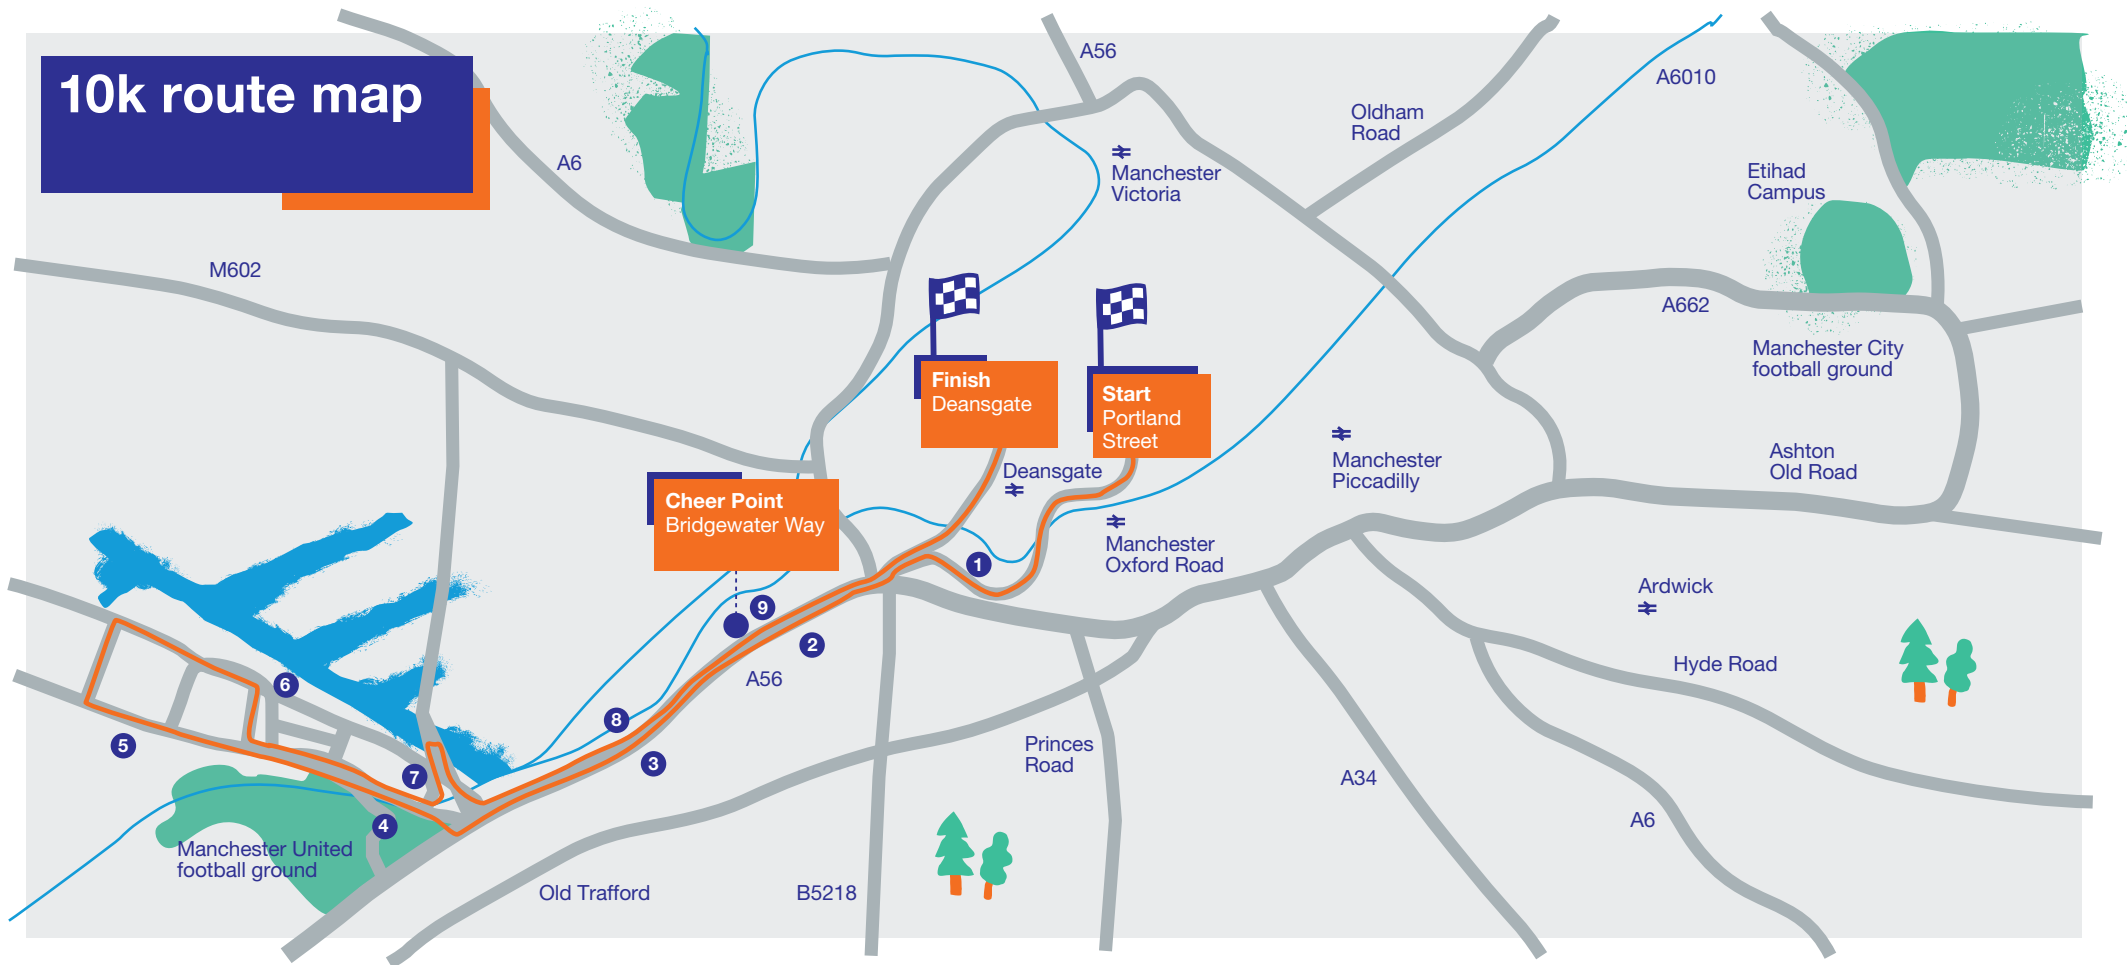 10k route map
A56
A6010
Oldham
Road
A6
Manchester
Victoria
Etihad
Campus
M602
A662
Manchester City
football ground
Finish
Deansgate
Start
Portland
Street
Deansgate
Manchester
Piccadilly
Ashton
Old Road
Cheer Point
Bridgewater Way
Manchester
Oxford Road
1
Ardwick
9
2
A56
Hyde Road
6
8
5
3
7
Princes
Road
A34
4
A6
Manchester United
football ground
Old Trafford
B5218